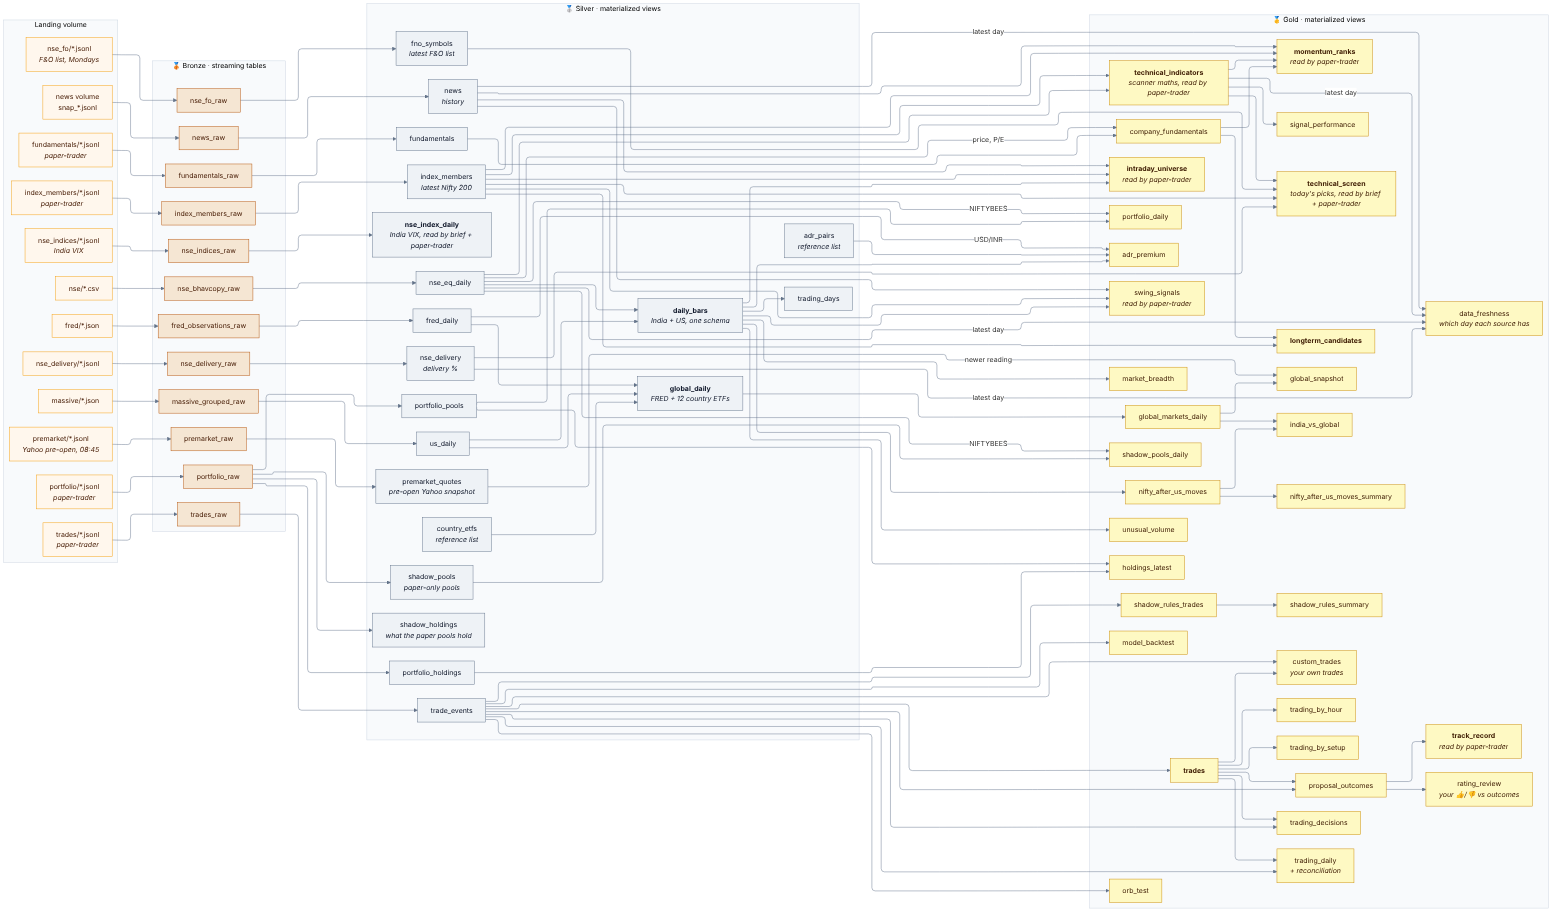 Landing volume
nse_fo/*.jsonl
F&O list, Mondays
news volume
snap_*.jsonl
fundamentals/*.jsonl
paper-trader
index_members/*.jsonl
paper-trader
nse_indices/*.jsonl
India VIX
nse/*.csv
fred/*.json
nse_delivery/*.jsonl
massive/*.json
premarket/*.jsonl
Yahoo pre-open, 08:45
portfolio/*.jsonl
paper-trader
trades/*.jsonl
paper-trader
🥉 Bronze · streaming tables
nse_fo_raw
news_raw
fundamentals_raw
index_members_raw
nse_indices_raw
nse_bhavcopy_raw
fred_observations_raw
nse_delivery_raw
massive_grouped_raw
premarket_raw
portfolio_raw
trades_raw
🥈 Silver · materialized views
fno_symbols
latest F&O list
news
history
fundamentals
index_members
latest Nifty 200
nse_index_daily
India VIX, read by brief +
paper-trader
nse_eq_daily
fred_daily
nse_delivery
delivery %
portfolio_pools
us_daily
premarket_quotes
pre-open Yahoo snapshot
country_etfs
reference list
shadow_pools
paper-only pools
shadow_holdings
what the paper pools hold
portfolio_holdings
trade_events
daily_bars
India + US, one schema
global_daily
FRED + 12 country ETFs
adr_pairs
reference list
trading_days
latest day
price, P/E
NIFTYBEES
USD/INR
latest day
newer reading
latest day
NIFTYBEES
🥇 Gold · materialized views
technical_indicators
scanner maths, read by
paper-trader
company_fundamentals
intraday_universe
read by paper-trader
portfolio_daily
adr_premium
swing_signals
read by paper-trader
market_breadth
global_markets_daily
shadow_pools_daily
nifty_after_us_moves
unusual_volume
holdings_latest
shadow_rules_trades
model_backtest
trades
orb_test
momentum_ranks
read by paper-trader
latest day
signal_performance
technical_screen
today's picks, read by brief
+ paper-trader
longterm_candidates
global_snapshot
india_vs_global
nifty_after_us_moves_summary
shadow_rules_summary
custom_trades
your own trades
trading_by_hour
trading_by_setup
proposal_outcomes
trading_decisions
trading_daily
+ reconciliation
data_freshness
which day each source has
track_record
read by paper-trader
rating_review
your 👍/👎 vs outcomes